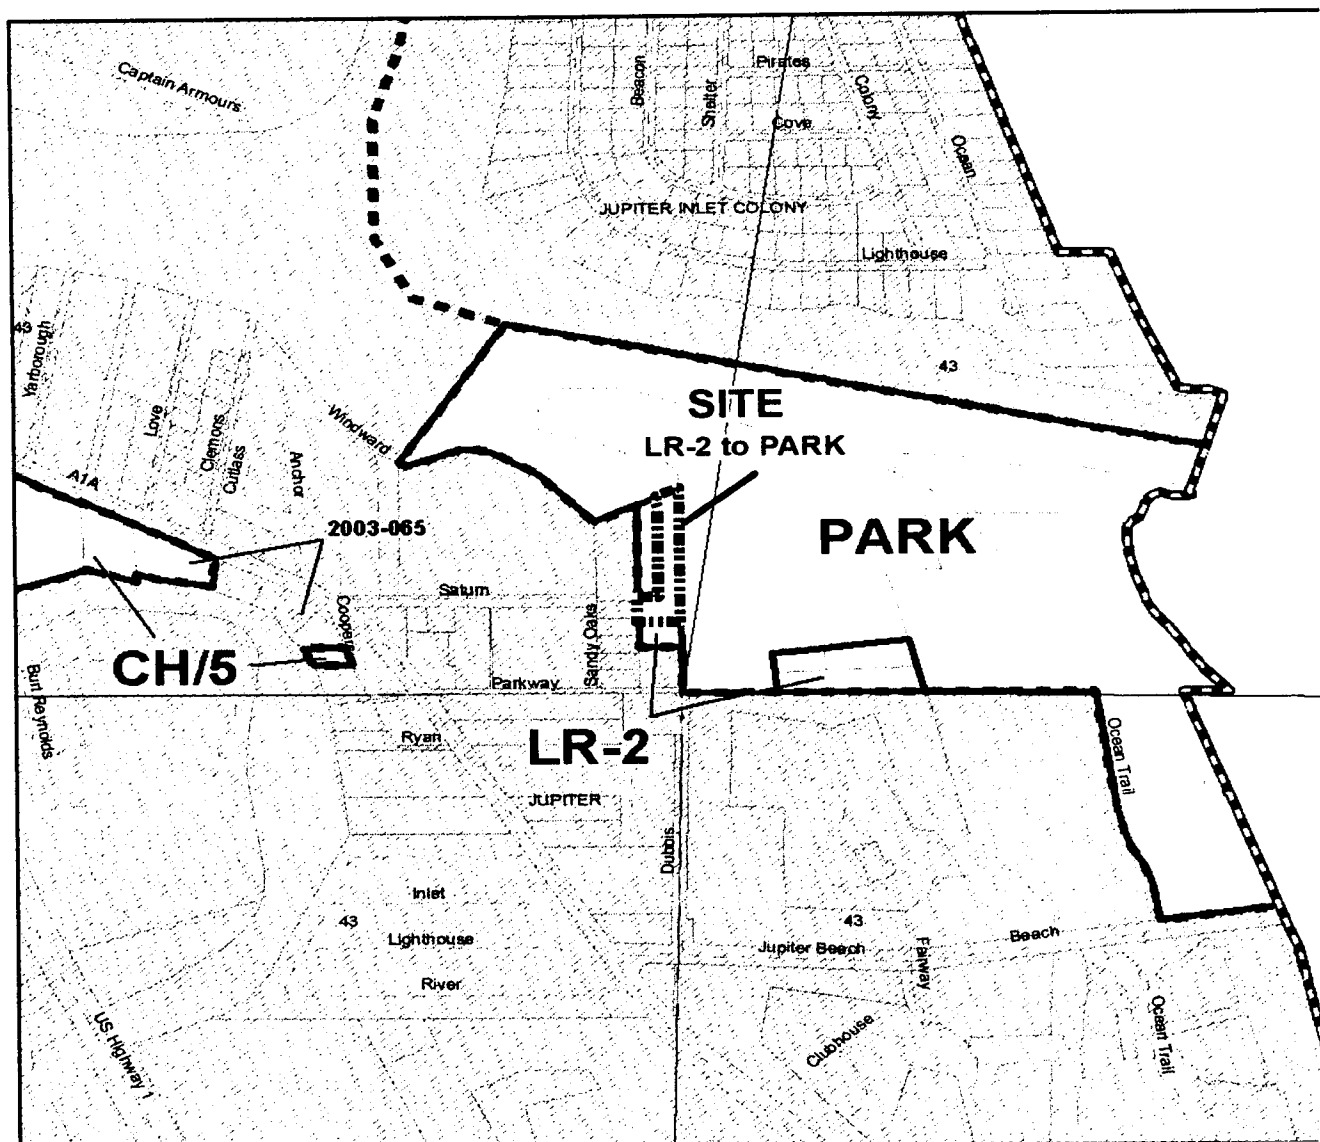 Captain Armours
Beacon
Shelter
Pirates
Cove
Colony
Ocean
JUPITER INLET COLONY
Lighthouse
43
Yarborough
Love
Clemons
Cutlass
Anchor
Windward
A1A
43
SITE
LR-2 to PARK
2003-065
PARK
Saturn
Cooper
Sandy Oaks
CH/5
Parkway
Burt Reynolds
Ryan
LR-2
JUPITER
Dubois
Ocean Trail
Inlet
43
Lighthouse
River
43
Jupiter Beach
Fairway
Beach
US Highway 1
Clubhouse
Ocean Trail